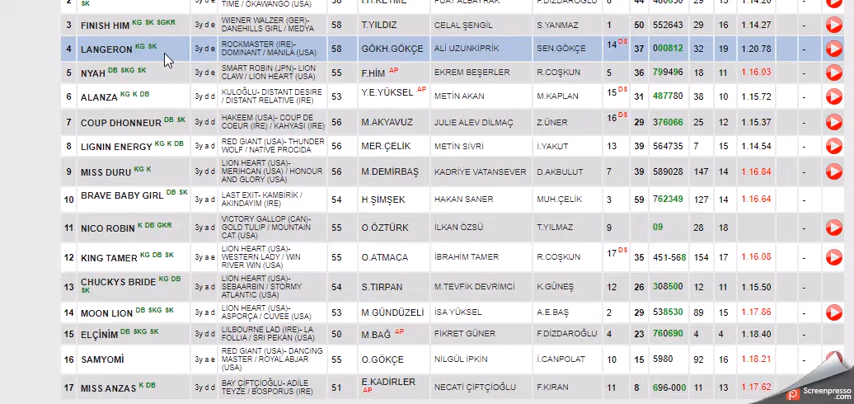 TIME / OKAVANGO (USA)
3 FINISH HIM KG SK SGKR 3y d e WIENER WALZER (GER)- DANEHILLS GIRL / MEDYA 58 T.YILDIZ CELAL ŞENGİL S.YANMAZ 1 50 552643 29 14 1.14.27
4 LANGERON KG SK 3y d e ROCKMASTER (IRE)- DOMINANT / MANILA (USA) 58 GÖKH.GÖKÇE ALİ UZUNKIPRIK SEN.GÖKÇE 14 DS 37 000812 32 19 1.20.78 -
5 NYAH DB SKG SK 3y d d SMART ROBIN (JPN)- LION CLAW / LION HEART (USA) 55 F.HİM AP EKREM BEŞERLER R.COŞKUN 5 36 799496 18 11 1.16.03 -
6 ALANZA KG K DB 3y d d KULOĞLU- DISTANT DESIRE / DISTANT RELATIVE (IRE) 53 Y.E.YÜKSEL AP METİN AKAN M.KAPLAN 15 DS 31 487780 38 10 1.15.72 -
7 COUP DHONNEUR DB SK 3y d d HAKEEM (USA)- COUP DE COEUR (IRE) / KAHYASI (IRE) 56 M.AKYAVUZ JULIE ALEV DİLMAÇ Z.ÜNER 16 DS 29 376066 25 12 1.15.37 -
8 LIGNIN ENERGY KG K DB 3y a d RED GIANT (USA)- THUNDER WOLF / NATIVE PROCIDA 56 MER.ÇELİK METİN SİVRİ İ.YAKUT 13 39 564735 7 15 1.14.54 -
9 MISS DURU KG K 3y d d LION HEART (USA)- MERIHCAN (USA) / HONOUR AND GLORY (USA) 56 M.DEMİRBAŞ KADRİYE VATANSEVER D.AKBULUT 7 39 589028 147 14 1.16.84 -
10 BRAVE BABY GIRL DB SK 3y a d LAST EXIT- KAMBİRİK / AKINDAYIM (IRE) 54 H.ŞİMŞEK HAKAN SANER MUH.ÇELİK 3 59 762349 127 14 1.16.64 -
11 NICO ROBIN K DB GKR 3y a d VICTORY GALLOP (CAN)- GOLD TULIP / MOUNTAIN CAT (USA) 55 O.ÖZTÜRK İLKAN ÖZSÜ T.YILMAZ 9 09 28 18 -
12 KING TAMER KG DB SK 3y a e LION HEART (USA)- WESTERN LADY / WIN RIVER WIN (USA) 55 O.ATMACA İBRAHİM TAMER R.COŞKUN 17 DS 35 451-568 154 17 1.16.08 -
13 CHUCKYS BRIDE KG DB SK 3y a d LION HEART (USA)- SEBAARBIN / STORMY ATLANTIC (USA) 54 S.TIRPAN M.TEVFİK DEVRİMCİ K.GÜNEŞ 12 26 308500 12 11 1.15.50 -
14 MOON LION DB SKG SK 3y a d LION HEART (USA)- ASPORÇA / CUVEE (USA) 53 M.GÜNDÜZELİ İSA YÜKSEL A.E.BAŞ 2 29 538530 89 15 1.17.86 -
15 ELÇİNİM DB SKG SK 3y d d LILBOURNE LAD (IRE)- LA FOLLIA / SRI PEKAN (USA) 50 M.BAĞ AP FİKRET GÜNER F.DİZDAROĞLU 4 23 760690 4 4 1.18.40 -
16 SAMYOMİ 3y a e RED GIANT (USA)- DANCING MASTER / ROYAL ABJAR (USA) 55 O.GÖKÇE NİLGÜL İPKİN İ.CANPOLAT 10 15 5980 92 16 1.18.21 -
17 MISS ANZAS K DB 3y d d BAY ÇİFTÇİOĞLU- ADİLE TEYZE / BOSPORUS (IRE) 51 E.KADİRLER AP NECATİ ÇİFTÇİOĞLU F.KIRAN 11 8 696-000 11 13 1.17.62 -
Screenpresso.com